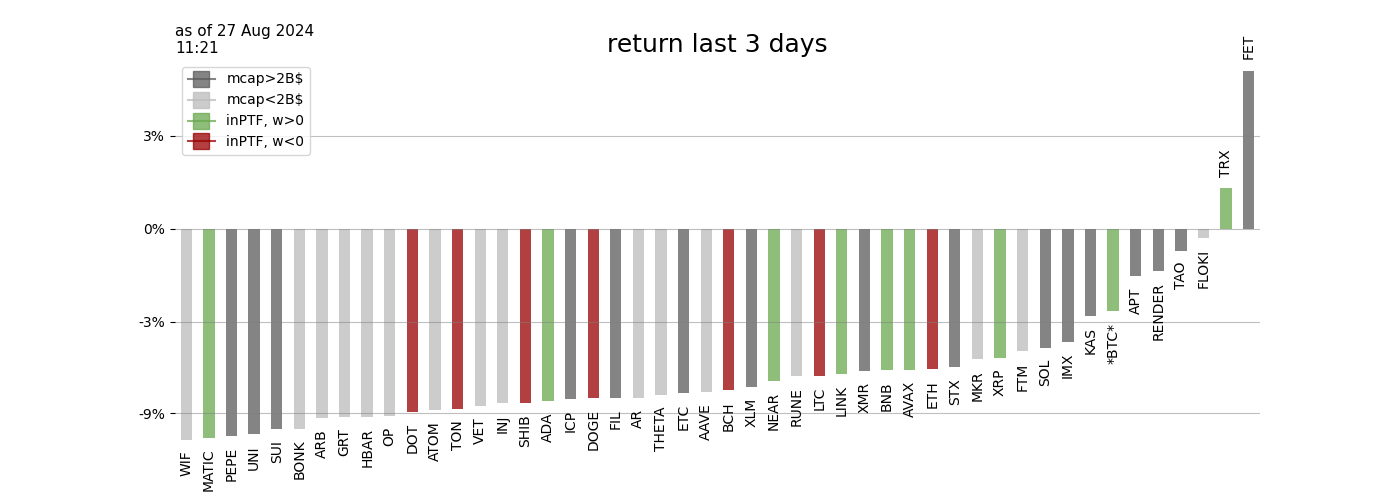 as of 27 Aug 2024
11:21
return last 3 days
mcap>2B$
mcap<2B$
inPTF, w>0
inPTF, w<0
3%
0%
-3%
-9%
WIF
MATIC
PEPE
UNI
SUI
BONK
ARB
GRT
HBAR
OP
DOT
ATOM
TON
VET
INJ
SHIB
ADA
ICP
DOGE
FIL
AR
THETA
ETC
AAVE
BCH
XLM
NEAR
RUNE
LTC
LINK
XMR
BNB
AVAX
ETH
STX
MKR
XRP
FTM
SOL
IMX
KAS
*BTC*
APT
RENDER
TAO
FLOKI
TRX
FET